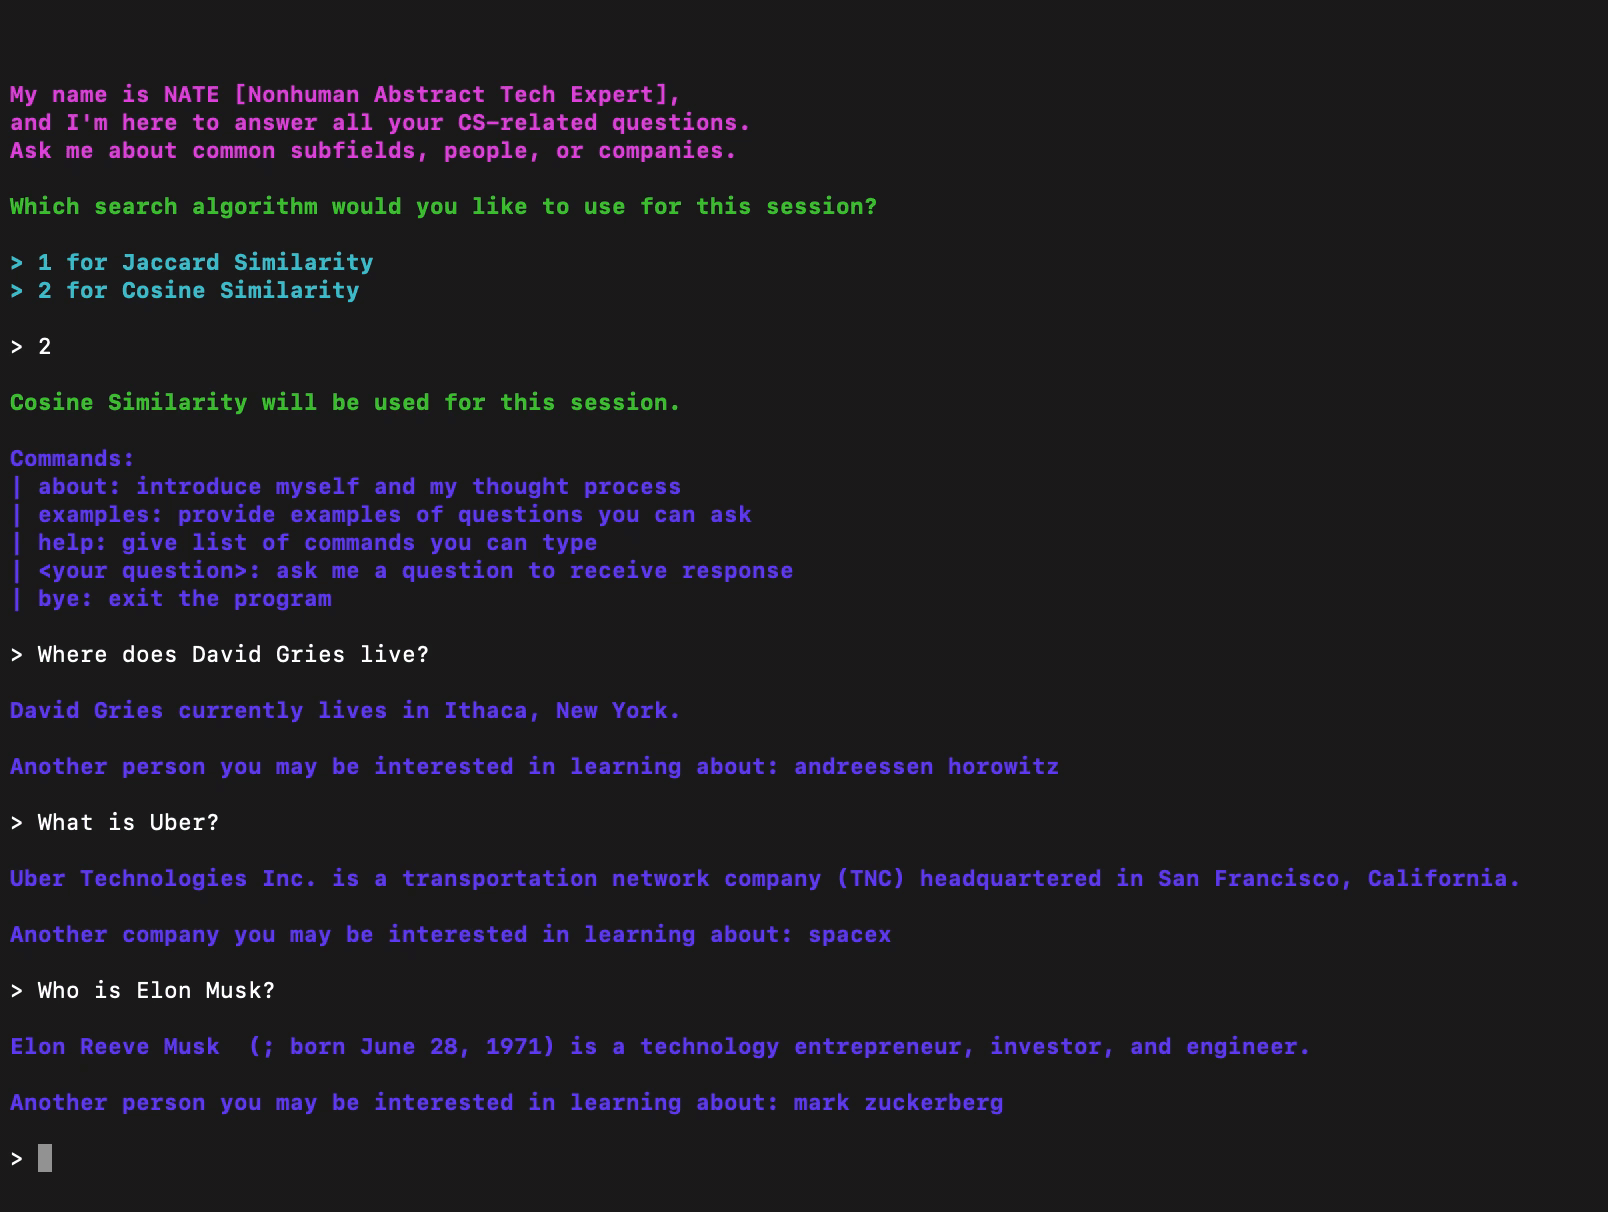 My name is NATE [Nonhuman Abstract Tech Expert],
and I'm here to answer all your CS-related questions.
Ask me about common subfields, people, or companies.
Which search algorithm would you like to use for this session?
> 1 for Jaccard Similarity
> 2 for Cosine Similarity
> 2
Cosine Similarity will be used for this session.
Commands:
| about: introduce myself and my thought process
| examples: provide examples of questions you can ask
| help: give list of commands you can type
| <your question>: ask me a question to receive response
| bye: exit the program
> Where does David Gries live?
David Gries currently lives in Ithaca, New York.
Another person you may be interested in learning about: andreessen horowitz
> What is Uber?
Uber Technologies Inc. is a transportation network company (TNC) headquartered in San Francisco, California.
Another company you may be interested in learning about: spacex
> Who is Elon Musk?
Elon Reeve Musk  (; born June 28, 1971) is a technology entrepreneur, investor, and engineer.
Another person you may be interested in learning about: mark zuckerberg
>